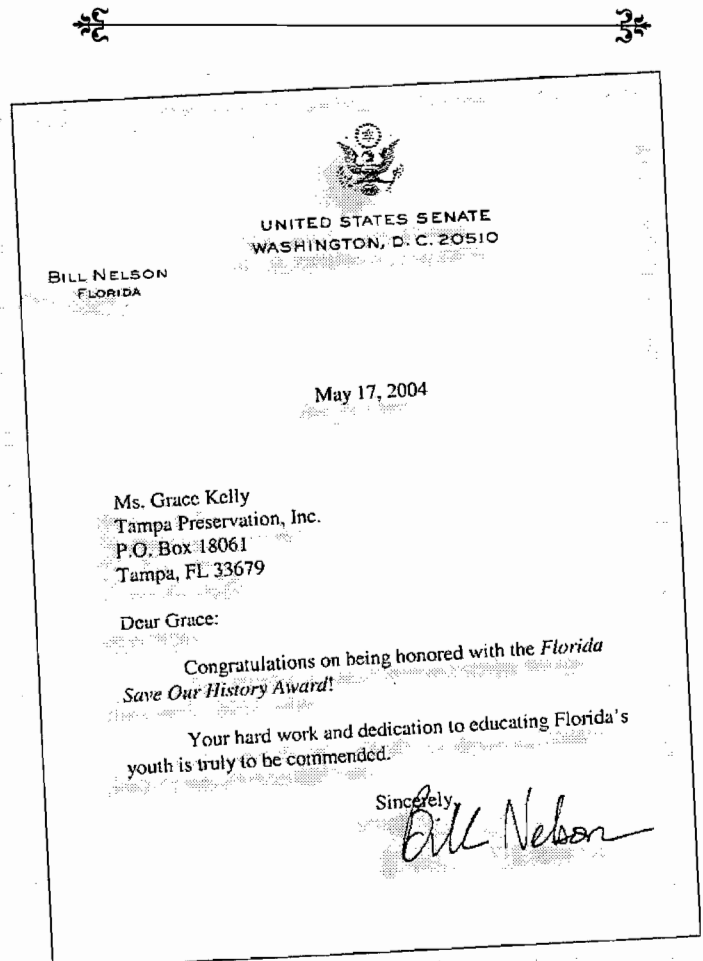 UNITED STATES SENATE
WASHINGTON, D. C. 20510
BILL NELSON
FLORIDA
May 17, 2004
Ms. Grace Kelly
Tampa Preservation, Inc.
P.O. Box 18061
Tampa, FL 33679
Dear Grace:
Congratulations on being honored with the Florida
Save Our History Award!
Your hard work and dedication to educating Florida's
youth is truly to be commended.
Sincerely,
Bill Nelson